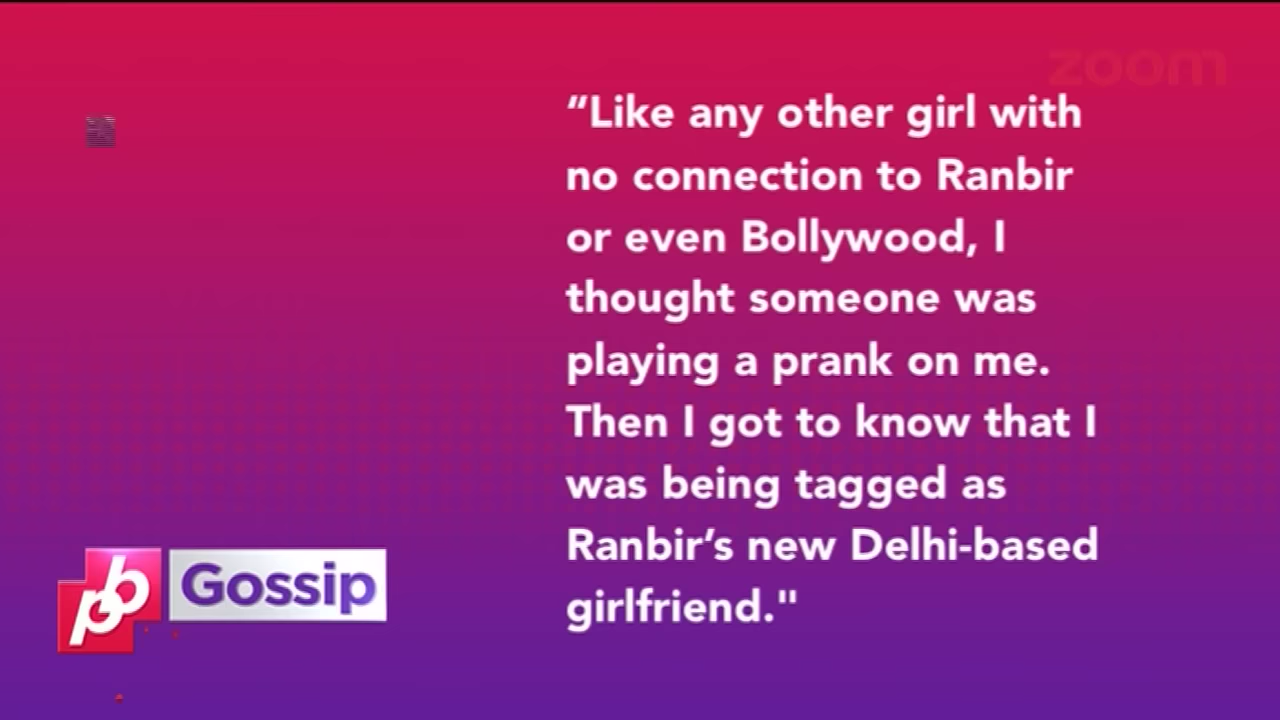 zoom
“Like any other girl with
no connection to Ranbir
or even Bollywood, I
thought someone was
playing a prank on me.
Then I got to know that I
was being tagged as
Ranbir’s new Delhi-based
girlfriend."
pb Gossip